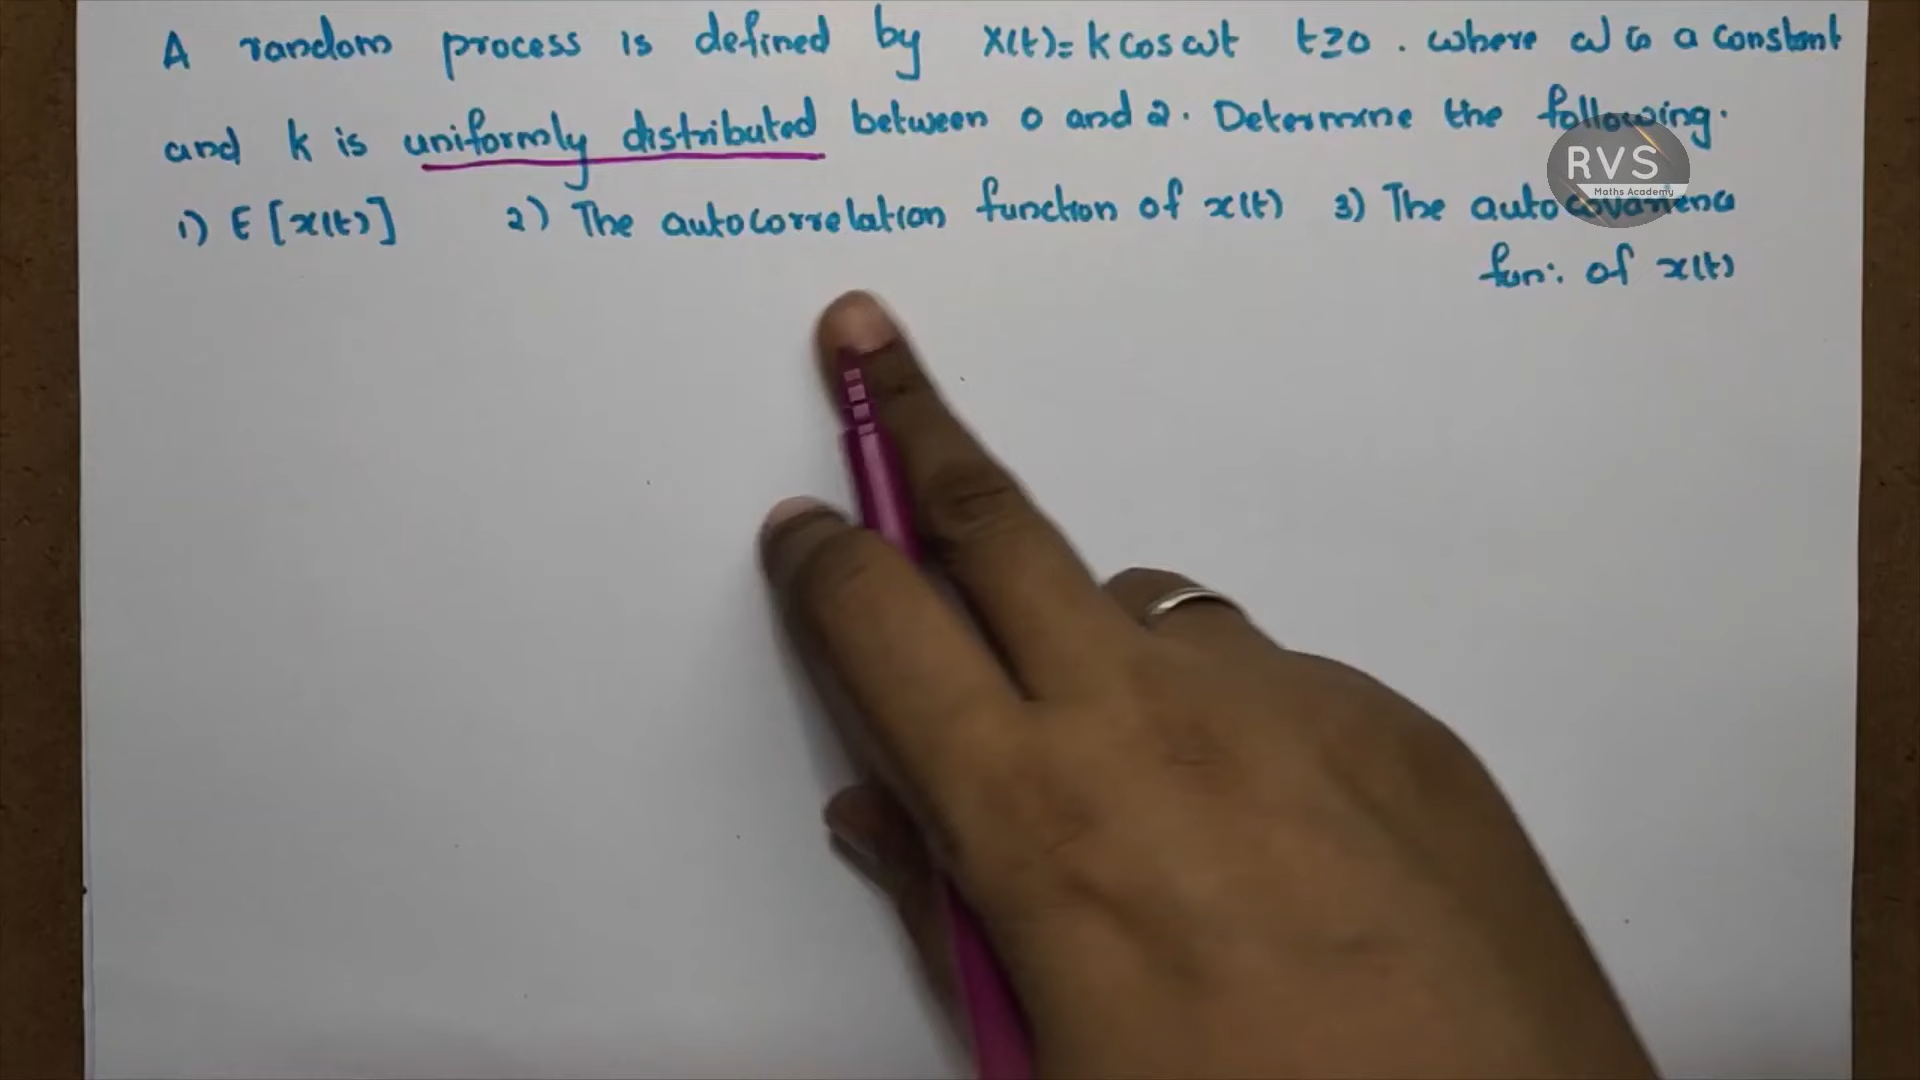 A random process is defined by X(t) = k cos ωt t≥0 . where ω is a constant
and k is uniformly distributed between 0 and 2. Determine the following.
RVS
Maths Academy
1) E [x(t)] 2) The autocorrelation function of x(t) 3) The autocovarience
fun: of x(t)